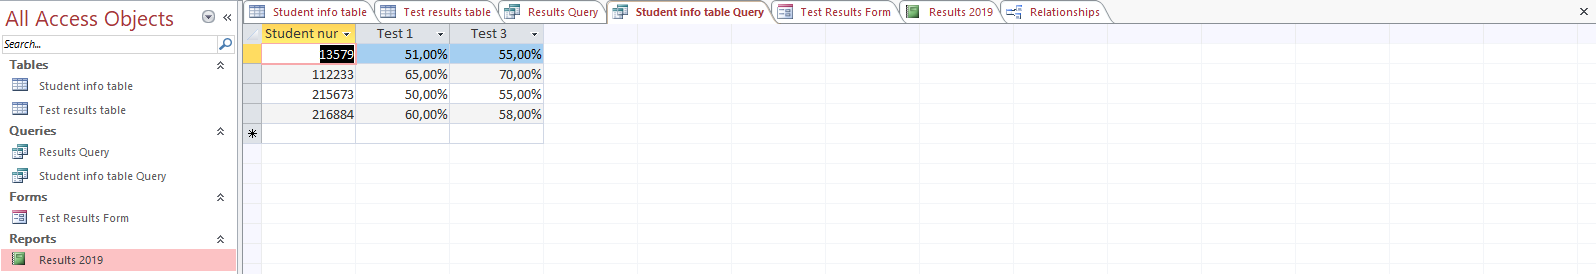 All Access Objects
Search...
Tables
Student info table
Test results table
Queries
Results Query
Student info table Query
Forms
Test Results Form
Reports
Results 2019
Student info table Test results table Results Query Student info table Query Test Results Form Results 2019 Relationships
Student nur Test 1 Test 3
13579 51,00% 55,00%
112233 65,00% 70,00%
215673 50,00% 55,00%
216884 60,00% 58,00%